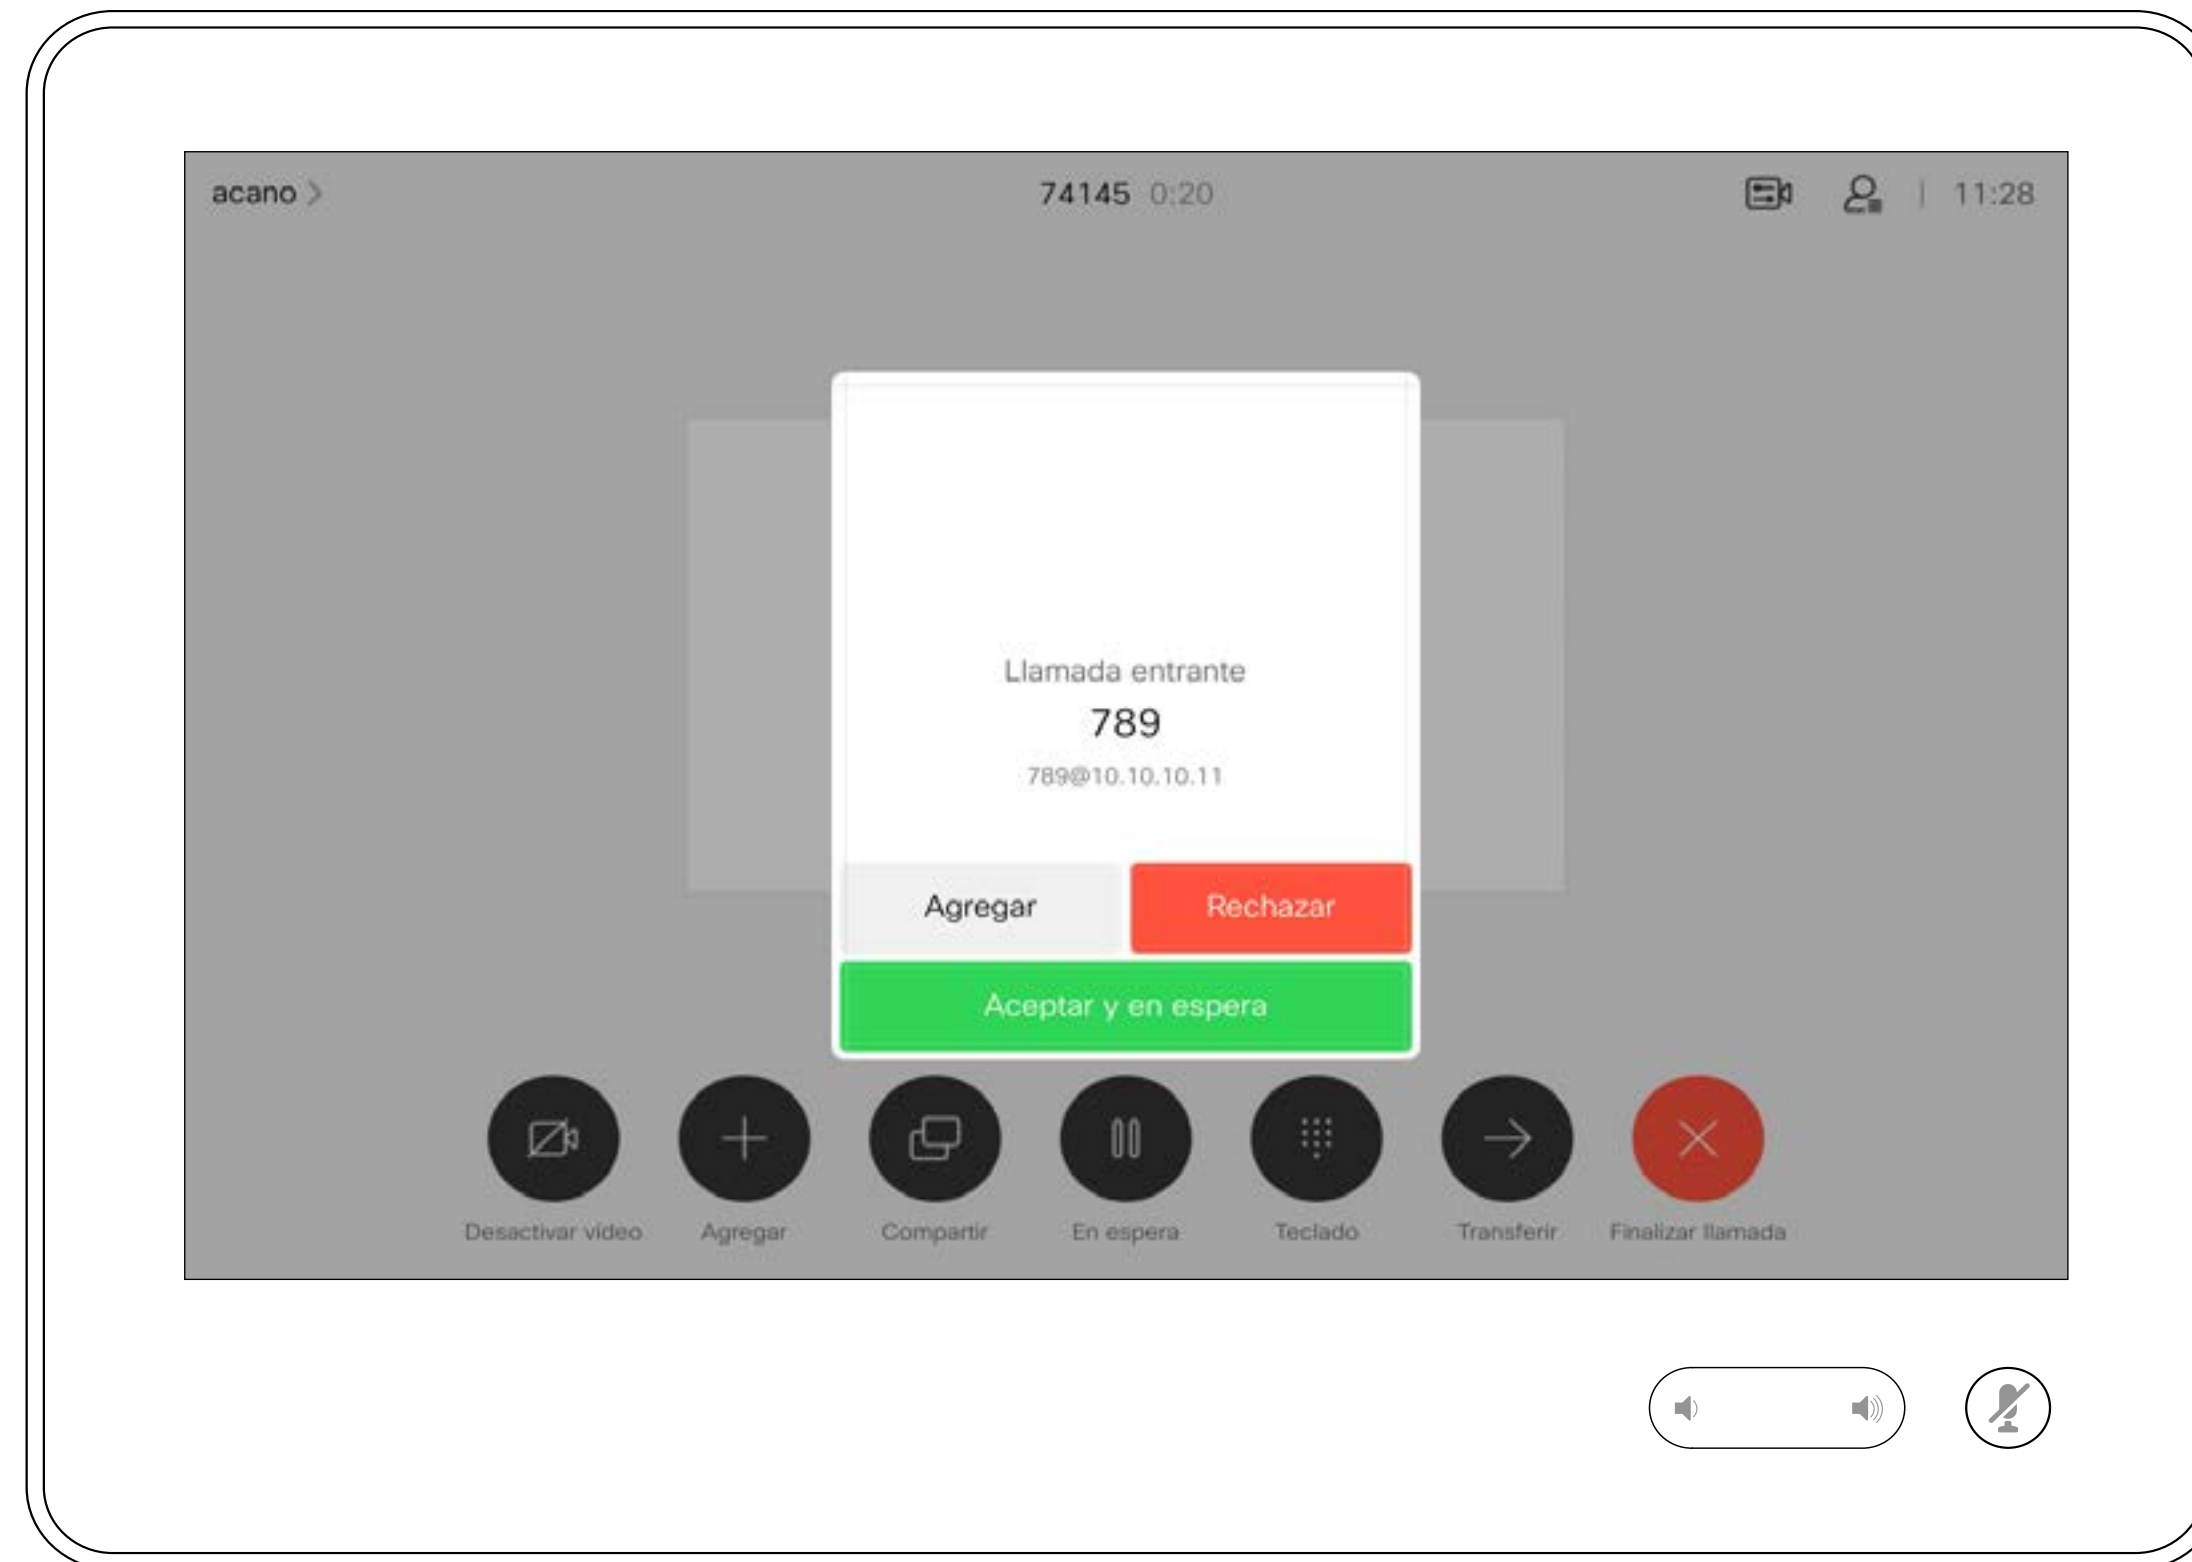 acano
74145 0:20
11:28
Llamada entrante
789
789@10.10.10.11
Agregar
Rechazar
Aceptar y en espera
Desactivar vídeo
Agregar
Compartir
En espera
Teclado
Transferir
Finalizar llamada